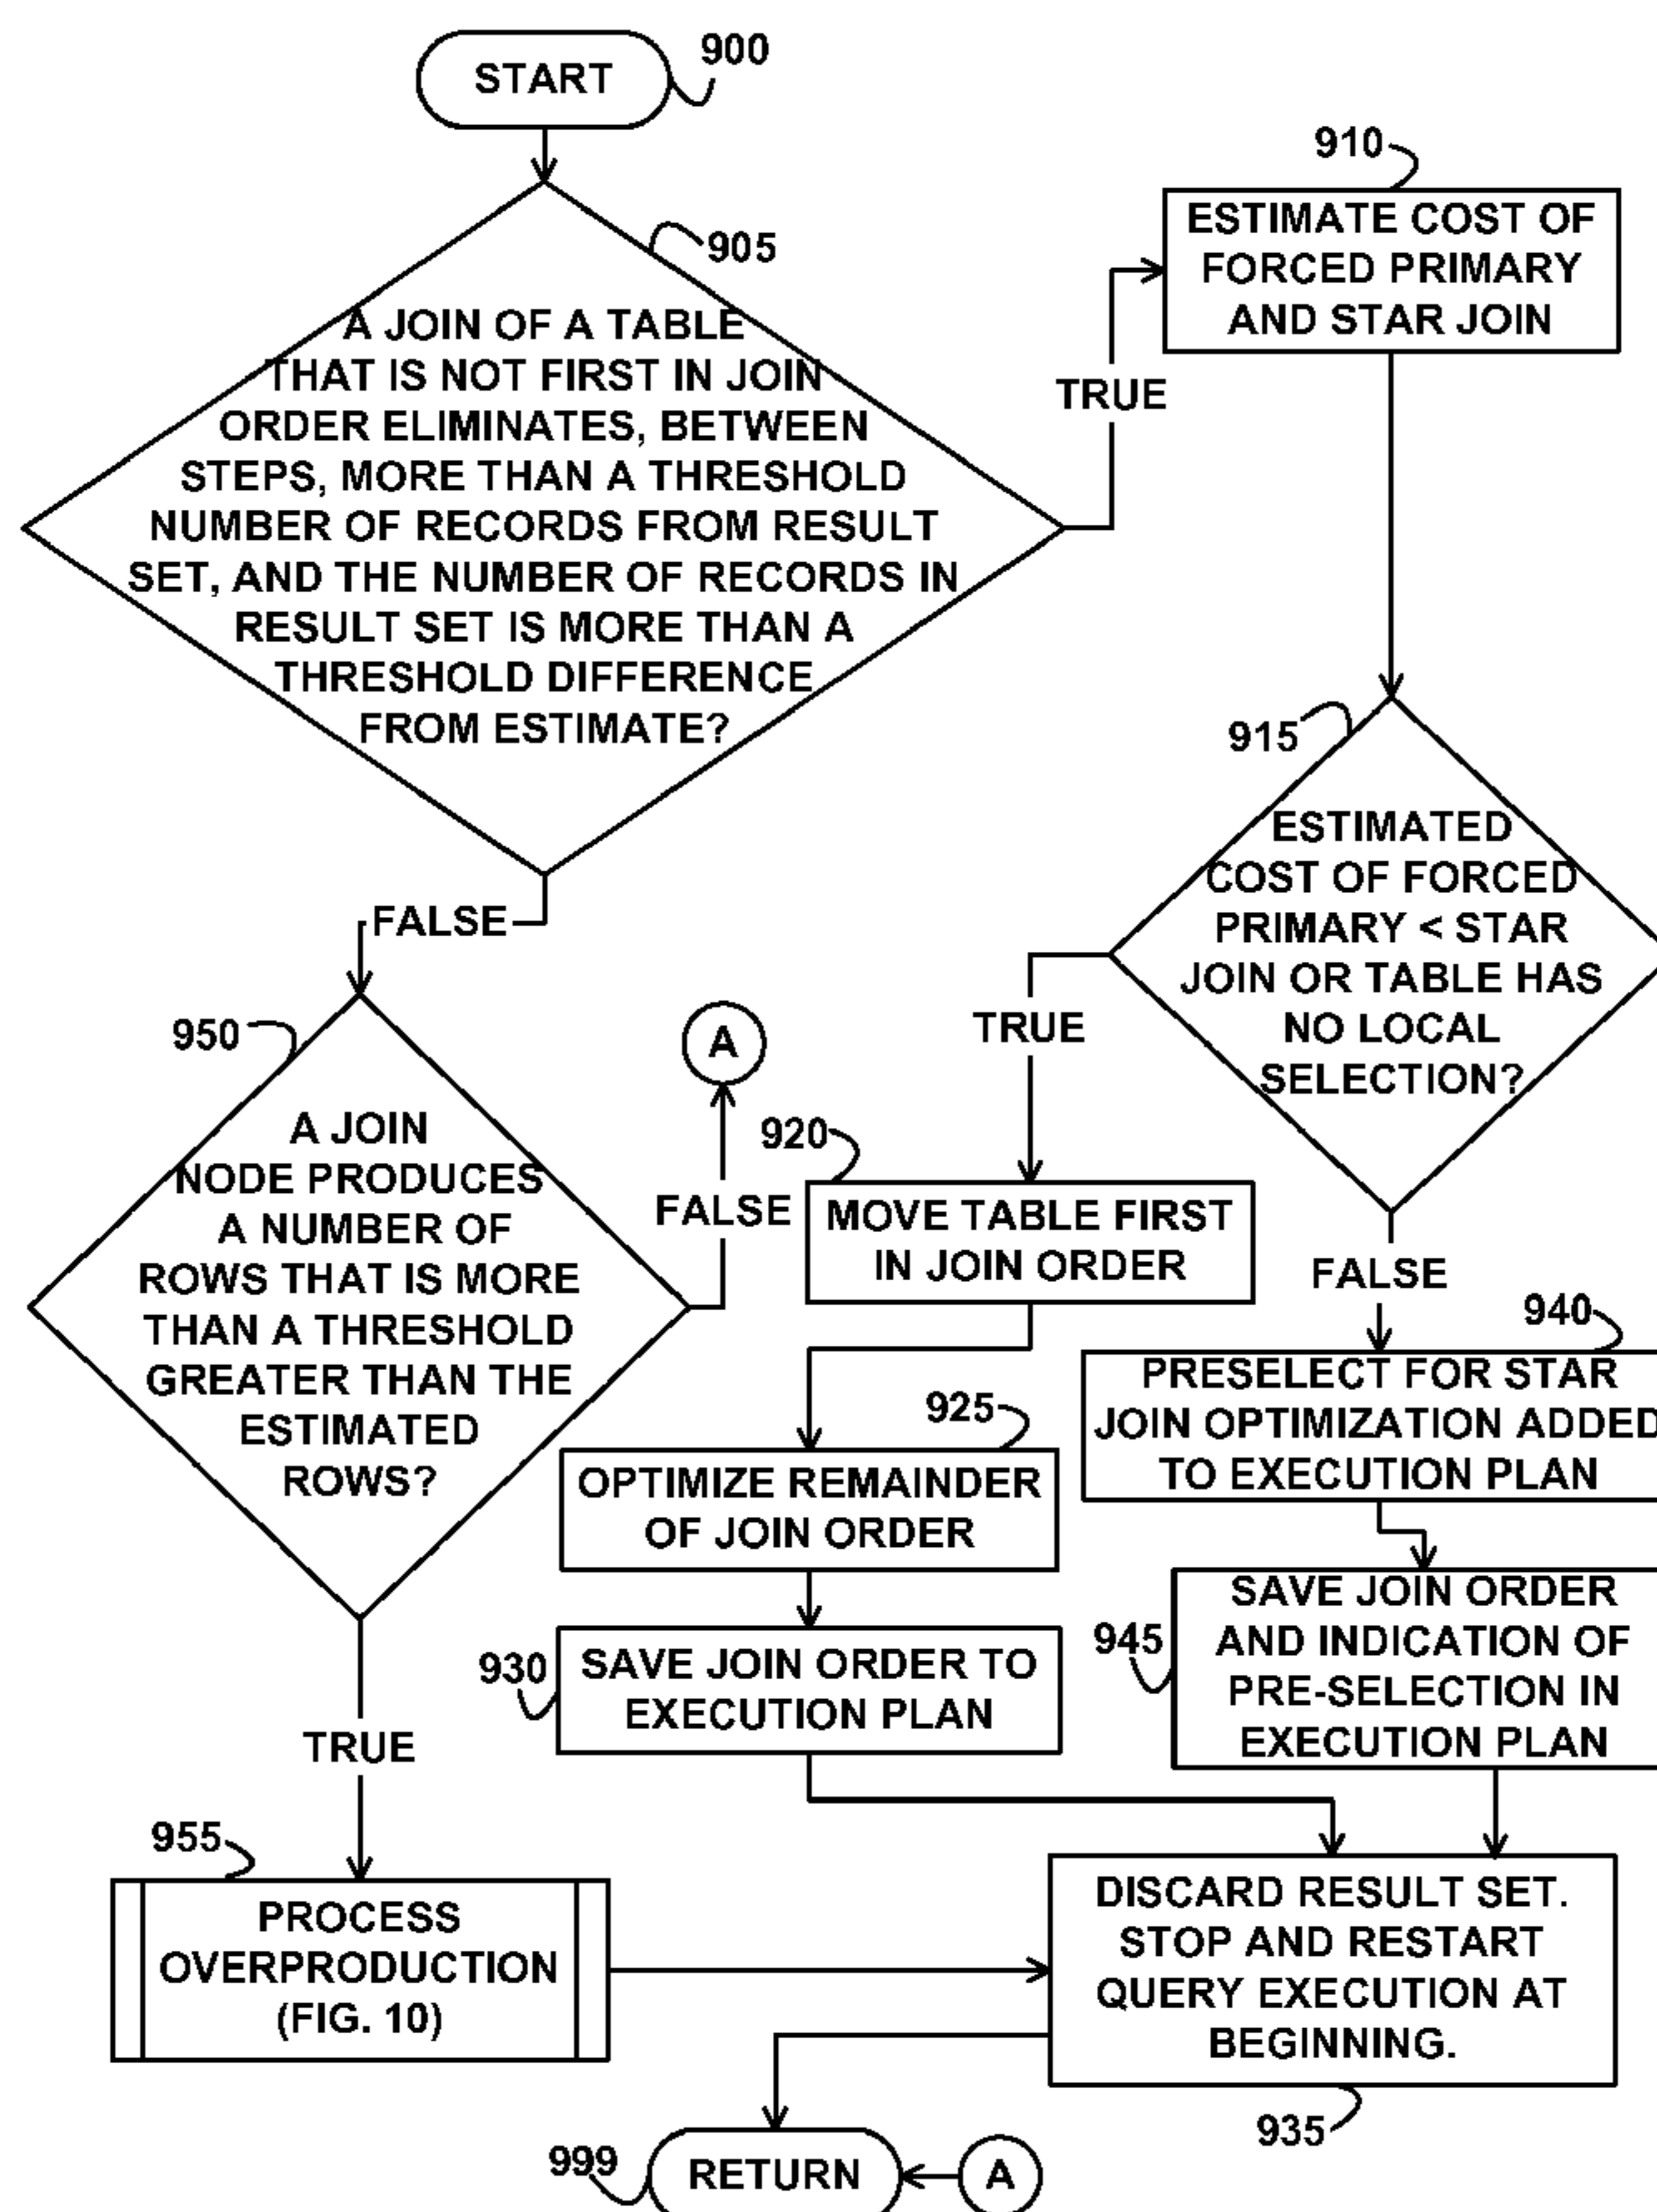 START
900
905
A JOIN OF A TABLE
THAT IS NOT FIRST IN JOIN
ORDER ELIMINATES, BETWEEN
STEPS, MORE THAN A THRESHOLD
NUMBER OF RECORDS FROM RESULT
SET, AND THE NUMBER OF RECORDS IN
RESULT SET IS MORE THAN A
THRESHOLD DIFFERENCE
FROM ESTIMATE?
TRUE
910
ESTIMATE COST OF
FORCED PRIMARY
AND STAR JOIN
915
ESTIMATED
COST OF FORCED
PRIMARY < STAR
JOIN OR TABLE HAS
NO LOCAL
SELECTION?
FALSE
950
A JOIN
NODE PRODUCES
A NUMBER OF
ROWS THAT IS MORE
THAN A THRESHOLD
GREATER THAN THE
ESTIMATED
ROWS?
A
FALSE
TRUE
920
MOVE TABLE FIRST
IN JOIN ORDER
FALSE
940
PRESELECT FOR STAR
JOIN OPTIMIZATION ADDED
TO EXECUTION PLAN
925
OPTIMIZE REMAINDER
OF JOIN ORDER
930
SAVE JOIN ORDER TO
EXECUTION PLAN
945
SAVE JOIN ORDER
AND INDICATION OF
PRE-SELECTION IN
EXECUTION PLAN
TRUE
955
PROCESS
OVERPRODUCTION
(FIG. 10)
DISCARD RESULT SET.
STOP AND RESTART
QUERY EXECUTION AT
BEGINNING.
935
999
RETURN
A